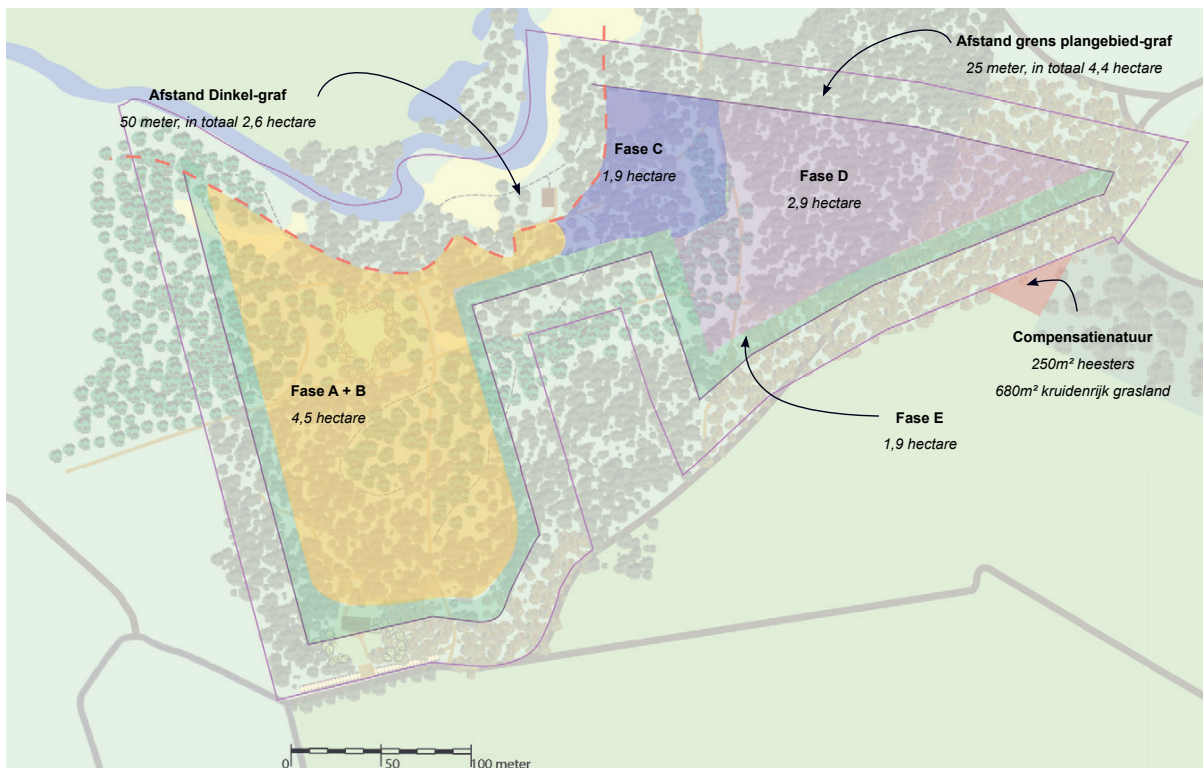 Afstand grens plangebied-graf
25 meter, in totaal 4,4 hectare
Afstand Dinkel-graf
50 meter, in totaal 2,6 hectare
Fase C
1,9 hectare
Fase D
2,9 hectare
Compensatienatuur
250m² heesters
680m² kruidenrijk grasland
Fase A + B
4,5 hectare
Fase E
1,9 hectare
0 50 100 meter